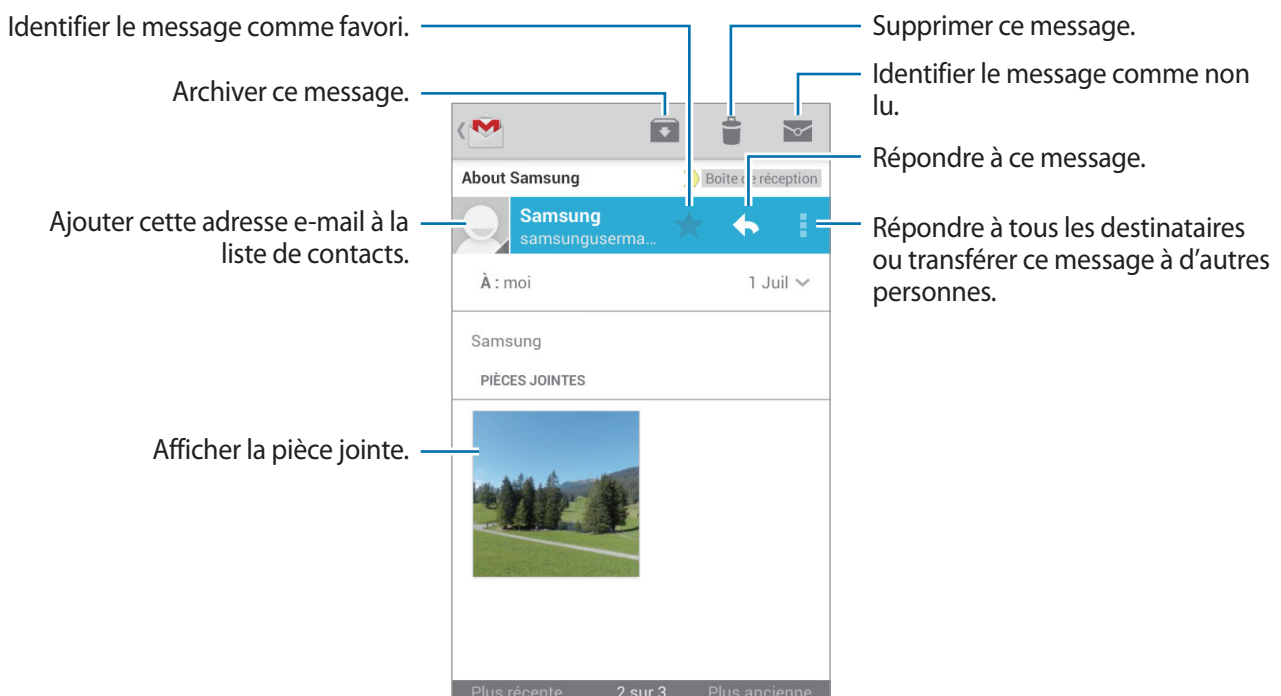 Identifier le message comme favori.
Archiver ce message.
Ajouter cette adresse e-mail à la
liste de contacts.
Afficher la pièce jointe.
About Samsung
Boîte de réception
Samsung
samsunguserma...
À : moi
1 Juil
Samsung
PIÈCES JOINTES
Plus récente
2 sur 3
Plus ancienne
Supprimer ce message.
Identifier le message comme non
lu.
Répondre à ce message.
Répondre à tous les destinataires
ou transférer ce message à d'autres
personnes.